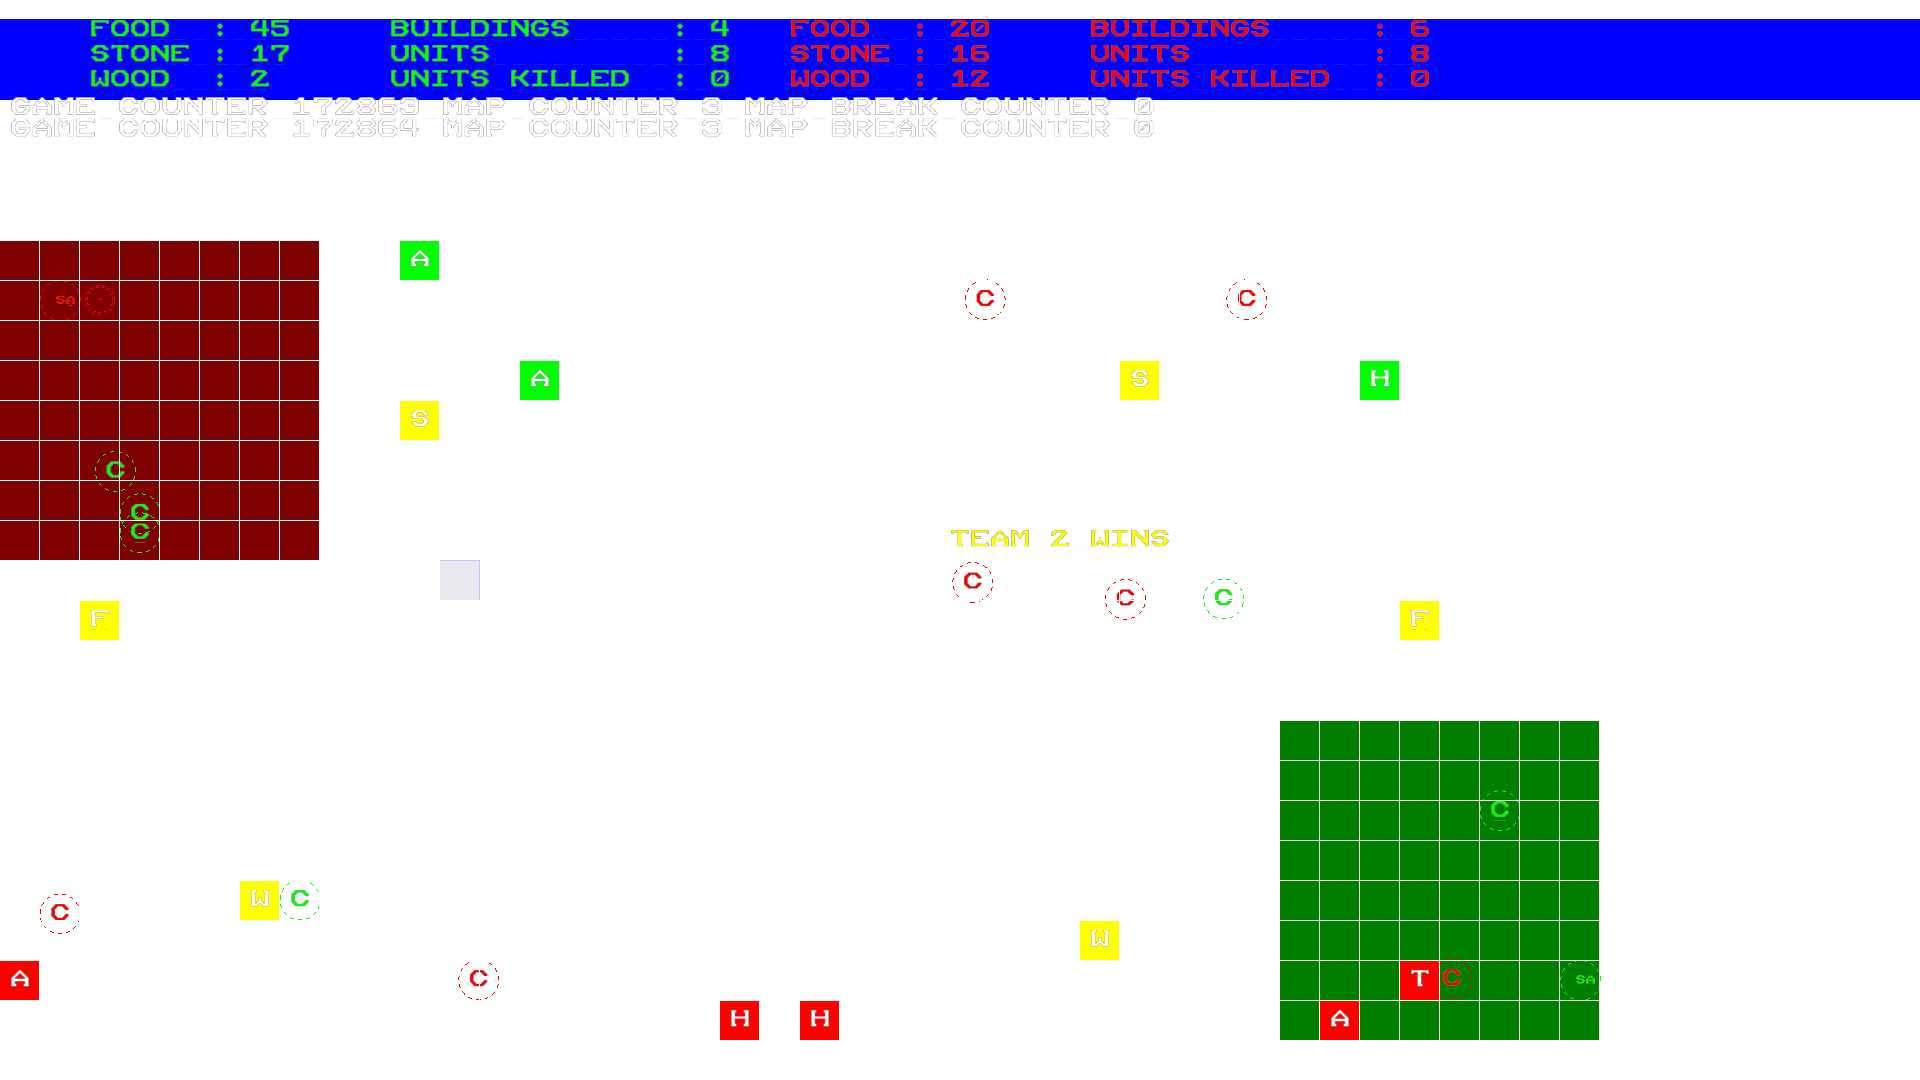 FOOD : 45 BUILDINGS : 4 FOOD : 20 BUILDINGS : 6
STONE : 17 UNITS : 8 STONE : 16 UNITS : 8
WOOD : 2 UNITS KILLED : 0 WOOD : 12 UNITS KILLED : 0
GAME COUNTER 172863 MAP COUNTER 3 MAP BREAK COUNTER 0
GAME COUNTER 172864 MAP COUNTER 3 MAP BREAK COUNTER 0
A
SA C C
A S H
S
C
C
C
TEAM 2 WINS
C C C
F F
C
W C
C
W
A C T C SA
H H A